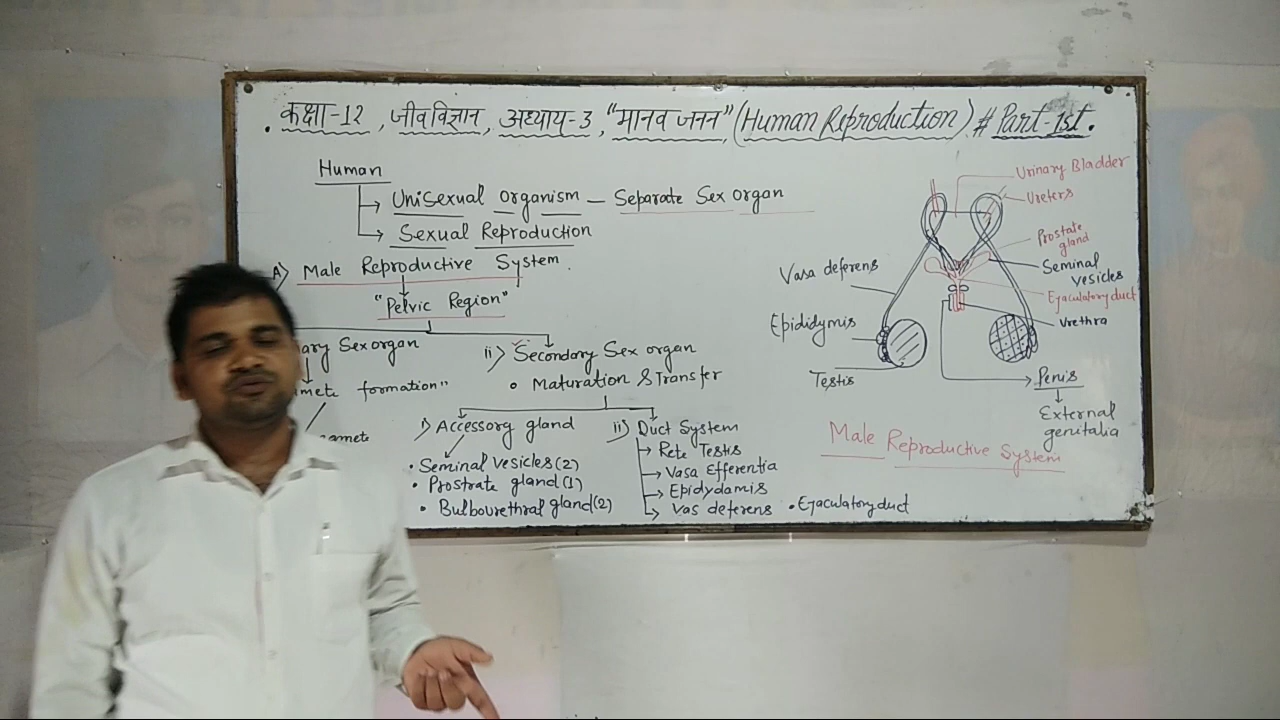 . कक्षा-12, जीव विज्ञान, अध्याय-3, "मानव जनन" (Human Reproduction) # Part-1st.
Human
→ Unisexual organism – Separate Sex organ
→ Sexual Reproduction
A) Male Reproductive System.
"Pelvic Region"
ary Sex organ
mete formation"
amete
ii) Secondary Sex organ
• Maturation & Transfer
i) Accessory gland
• Seminal vesicles (2)
• Prostrate gland (1)
• Bulbourethral gland (2)
ii) Duct System
→ Rete Testis
→ Vasa Efferentia
→ Epidydamis
→ Vas deferens • Ejaculatory duct
Urinary Bladder
Ureters
Prostate
gland
Seminal
vesicles
Ejaculatory duct
Urethra
Vasa deferens
Epididymis
Testis
Penis
External
genitalia
Male Reproductive System